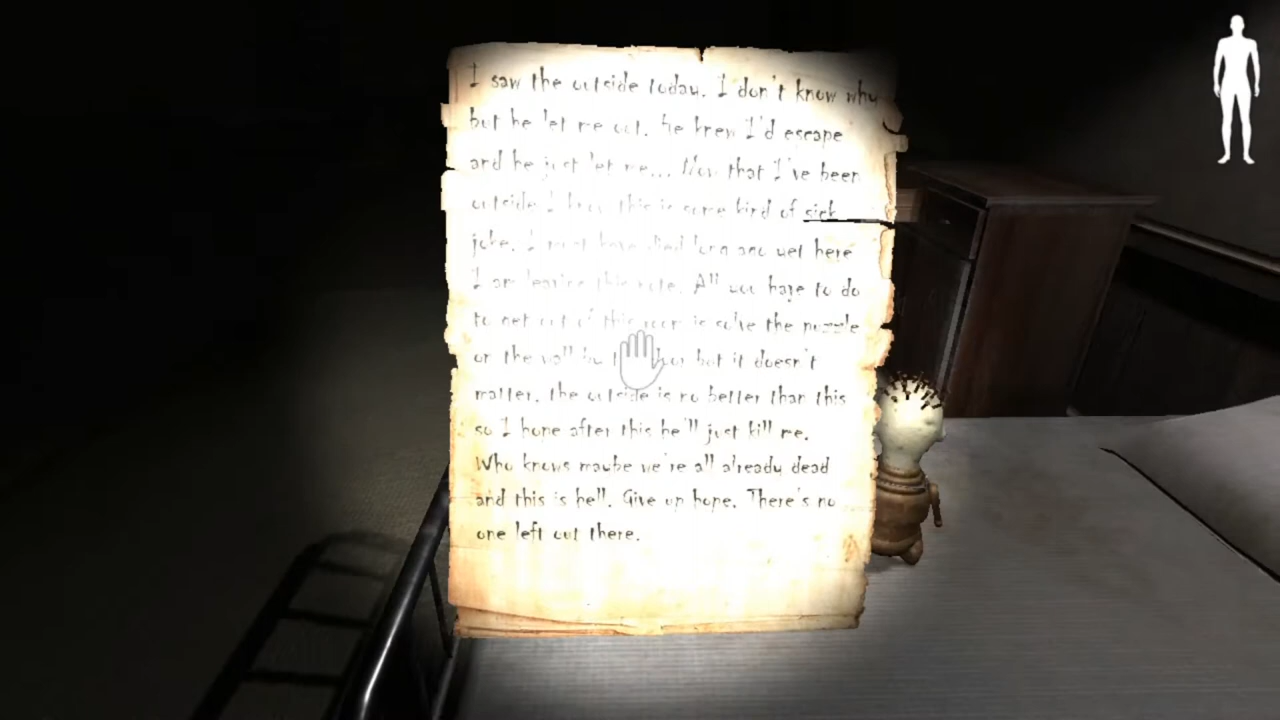 I saw the outside today. I don't know why
but he let me out. He knew I'd escape
and he just let me... Now that I've been
outside I know this is some kind of sick
joke. I must have died long ago yet here
I am leaving this note. All you have to do
to get out of this room is solve the puzzle
on the wall by the door but it doesn't
matter. the outside is no better than this
so I hope after this he'll just kill me.
Who knows maybe we're all already dead
and this is hell. Give up hope. There's no
one left out there.